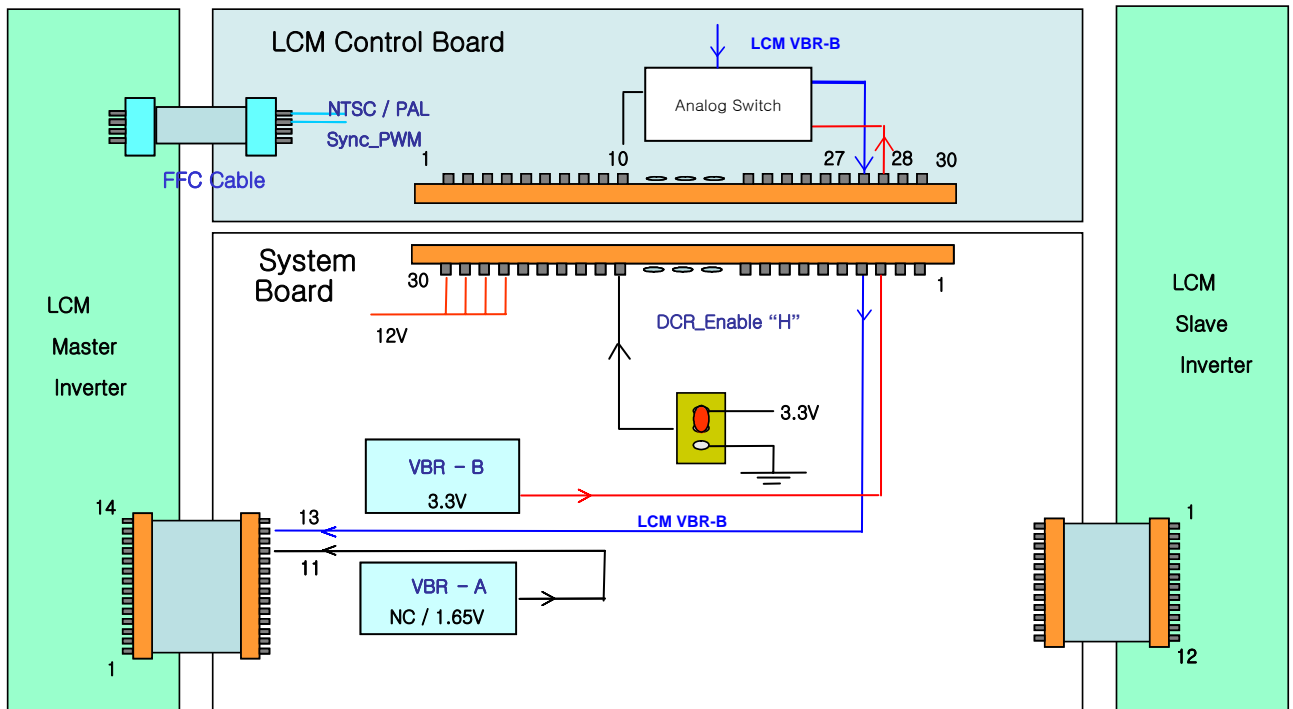 LCM Control Board
LCM VBR-B
Analog Switch
NTSC / PAL
Sync_PWM
FFC Cable
1
10
27
28
30
System
Board
30
1
12V
DCR_Enable “H”
3.3V
LCM
Master
Inverter
LCM
Slave
Inverter
VBR - B
3.3V
14
13
LCM VBR-B
11
VBR - A
NC / 1.65V
1
1
12